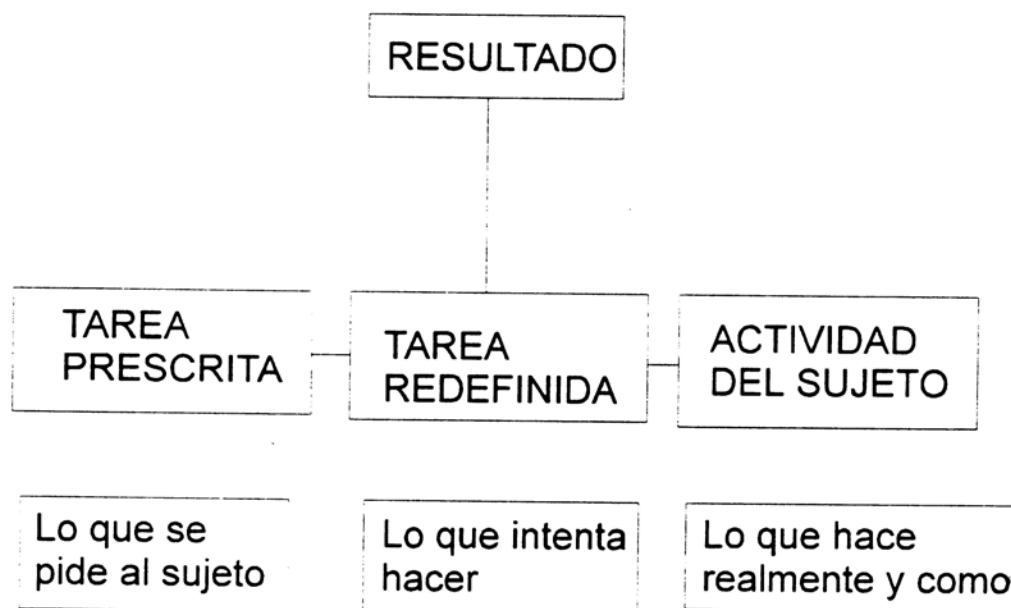 RESULTADO
TAREA
PRESCRITA
TAREA
REDEFINIDA
ACTIVIDAD
DEL SUJETO
Lo que se
pide al sujeto
Lo que intenta
hacer
Lo que hace
realmente y como